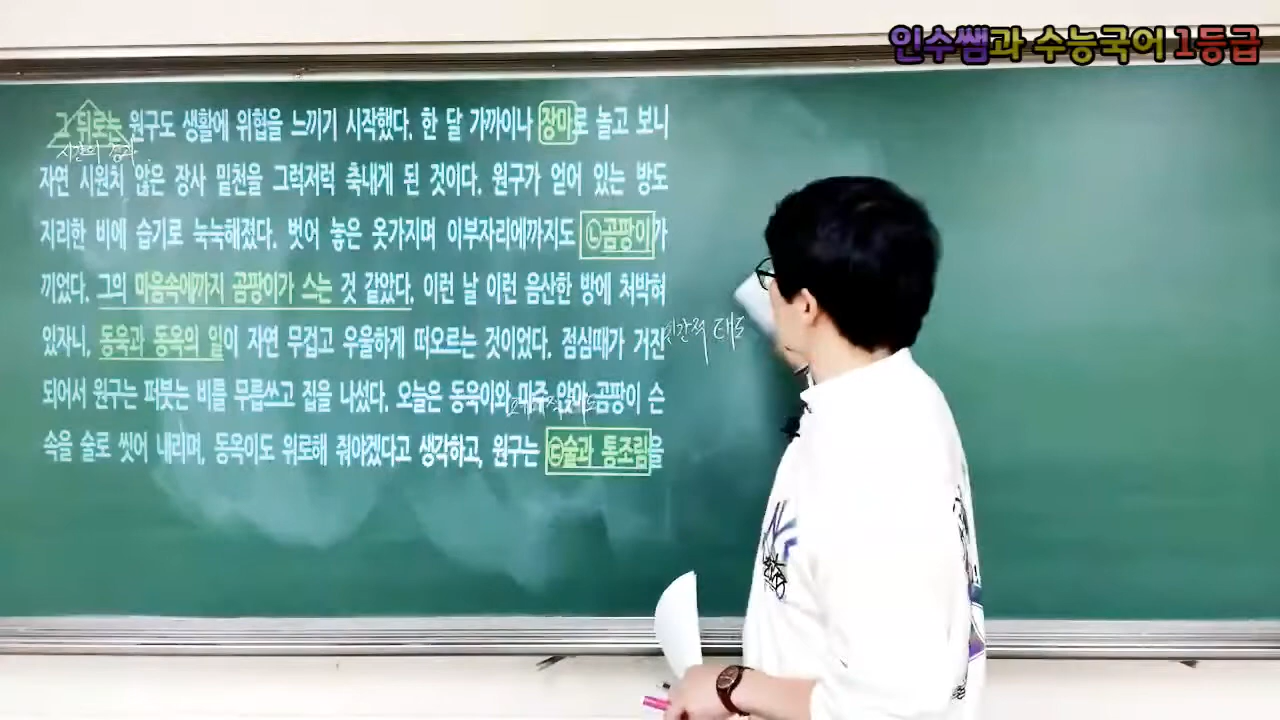 인수쌤과 수능국어 1등급
그 뒤로는 원구도 생활에 위협을 느끼기 시작했다. 한 달 가까이나 장마로 놀고 보니
시간의 경과
자연 시원치 않은 장사 밑천을 그럭저럭 축내게 된 것이다. 원구가 얻어 있는 방도
지리한 비에 습기로 눅눅해졌다. 벗어 놓은 옷가지며 이부자리에까지도 ㉡곰팡이가
끼었다. 그의 마음속에까지 곰팡이가 스는 것 같았다. 이런 날 이런 음산한 방에 처박혀
있자니, 동욱과 동옥의 일이 자연 무겁고 우울하게 떠오르는 것이었다. 점심때가 거진
태도
되어서 원구는 퍼붓는 비를 무릅쓰고 집을 나섰다. 오늘은 동욱이와 마주 앉아 곰팡이 슨
속을 술로 씻어 내리며, 동옥이도 위로해 줘야겠다고 생각하고, 원구는 ㉢술과 통조림을